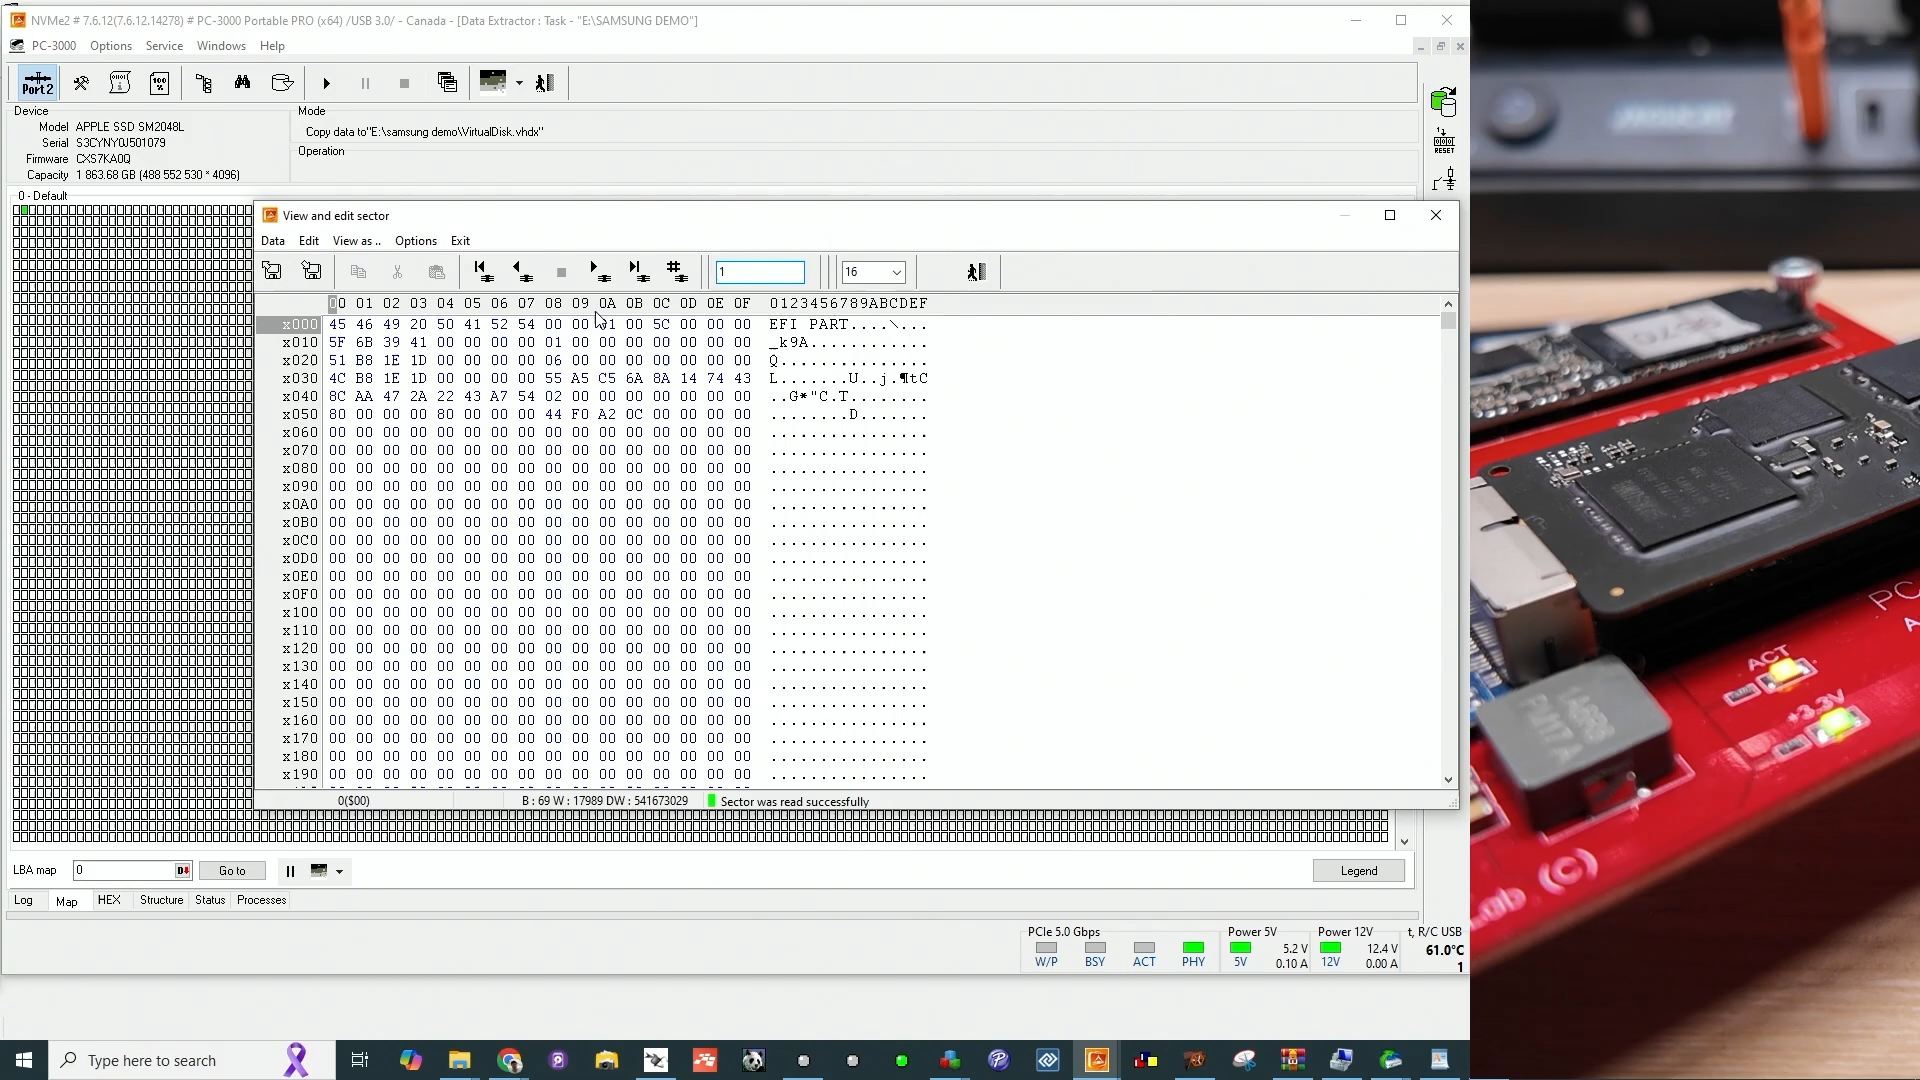 NVMe2 # 7.6.12(7.6.12.14278) # PC-3000 Portable PRO (x64) /USB 3.0/ - Canada - [Data Extractor : Task - "E:\SAMSUNG DEMO"]
PC-3000 Options Service Windows Help
Port2
Device
Model APPLE SSD SM2048L
Serial S3CYNY0J501079
Firmware CXS7KA0Q
Capacity 1 863.68 GB (488 552 530 * 4096)
Mode
Copy data to"E:\samsung demo\VirtualDisk.vhdx"
Operation
RESET
0 - Default
View and edit sector
Data Edit View as .. Options Exit
1 16
00 01 02 03 04 05 06 07 08 09 0A 0B 0C 0D 0E 0F 0123456789ABCDEF
x000 45 46 49 20 50 41 52 54 00 00 01 00 5C 00 00 00 EFI PART....\...
x010 5F 6B 39 41 00 00 00 00 01 00 00 00 00 00 00 00 _k9A............
x020 51 B8 1E 1D 00 00 00 00 06 00 00 00 00 00 00 00 Q...............
x030 4C B8 1E 1D 00 00 00 00 55 A5 C5 6A 8A 14 74 43 L.......U..j.¶tC
x040 8C AA 47 2A 22 43 A7 54 02 00 00 00 00 00 00 00 ..G*"C.T........
x050 80 00 00 00 80 00 00 00 44 F0 A2 0C 00 00 00 00 ........D.......
x060 00 00 00 00 00 00 00 00 00 00 00 00 00 00 00 00 ................
x070 00 00 00 00 00 00 00 00 00 00 00 00 00 00 00 00 ................
x080 00 00 00 00 00 00 00 00 00 00 00 00 00 00 00 00 ................
x090 00 00 00 00 00 00 00 00 00 00 00 00 00 00 00 00 ................
x0A0 00 00 00 00 00 00 00 00 00 00 00 00 00 00 00 00 ................
x0B0 00 00 00 00 00 00 00 00 00 00 00 00 00 00 00 00 ................
x0C0 00 00 00 00 00 00 00 00 00 00 00 00 00 00 00 00 ................
x0D0 00 00 00 00 00 00 00 00 00 00 00 00 00 00 00 00 ................
x0E0 00 00 00 00 00 00 00 00 00 00 00 00 00 00 00 00 ................
x0F0 00 00 00 00 00 00 00 00 00 00 00 00 00 00 00 00 ................
x100 00 00 00 00 00 00 00 00 00 00 00 00 00 00 00 00 ................
x110 00 00 00 00 00 00 00 00 00 00 00 00 00 00 00 00 ................
x120 00 00 00 00 00 00 00 00 00 00 00 00 00 00 00 00 ................
x130 00 00 00 00 00 00 00 00 00 00 00 00 00 00 00 00 ................
x140 00 00 00 00 00 00 00 00 00 00 00 00 00 00 00 00 ................
x150 00 00 00 00 00 00 00 00 00 00 00 00 00 00 00 00 ................
x160 00 00 00 00 00 00 00 00 00 00 00 00 00 00 00 00 ................
x170 00 00 00 00 00 00 00 00 00 00 00 00 00 00 00 00 ................
x180 00 00 00 00 00 00 00 00 00 00 00 00 00 00 00 00 ................
x190 00 00 00 00 00 00 00 00 00 00 00 00 00 00 00 00 ................
0($00) B : 69 W : 17989 DW : 541673029 Sector was read successfully
LBA map 0 Go to Legend
Log Map HEX Structure Status Processes
PCIe 5.0 Gbps Power 5V Power 12V t, R/C USB
5.2 V 12.4 V 61.0°C
W/P BSY ACT PHY 5V 0.10 A 12V 0.00 A 1
Type here to search
PC
ACT
+3.3V
(C)